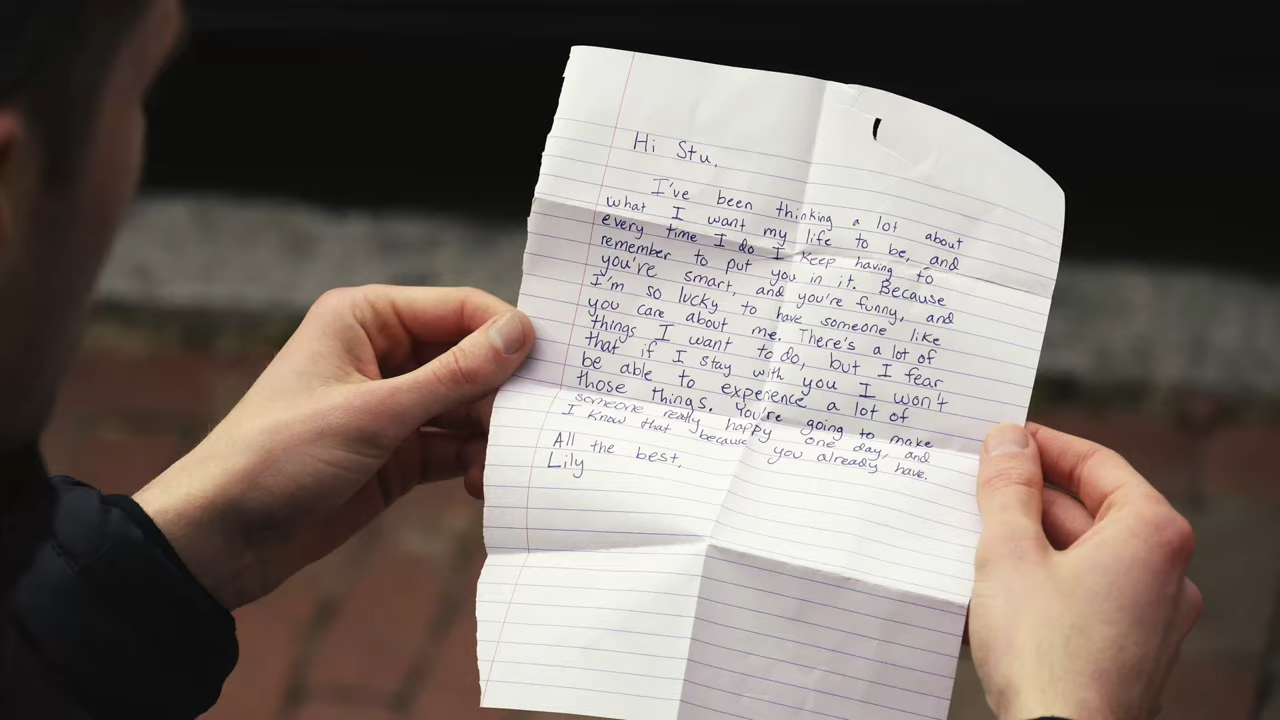 Hi Stu,
I've been thinking a lot about
what I want my life to be, and
every time I do I keep having to
remember to put you in it. Because
you're smart, and you're funny, and
I'm so lucky to have someone like
you care about me. There's a lot of
things I want to do, but I fear
that if I stay with you I won't
be able to experience a lot of
those things. You're going to make
someone really happy one day, and
I know that because you already have.
All the best,
Lily